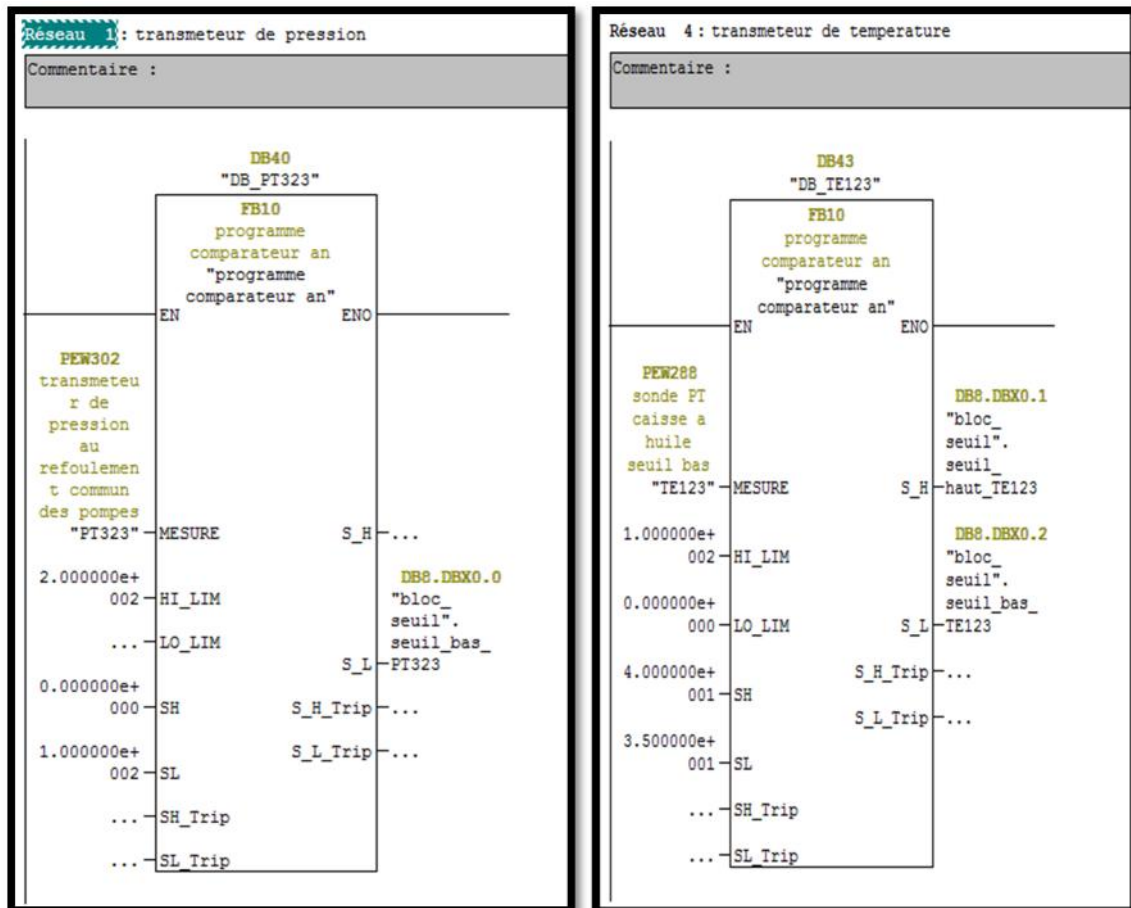 Réseau 1 : transmeteur de pression
Commentaire :
DB40
"DB_PT323"
FB10
programme
comparateur an
"programme
comparateur an"
EN ENO
PEW302
transmeteu
r de
pression
au
refoulemen
t commun
des pompes
"PT323" MESURE S_H ...
2.000000e+
002 HI_LIM
... LO_LIM
DB8.DBX0.0
"bloc_
seuil".
seuil_bas_
S_L PT323
0.000000e+
000 SH S_H_Trip ...
1.000000e+
002 SL S_L_Trip ...
... SH_Trip
... SL_Trip
Réseau 4 : transmeteur de temperature
Commentaire :
DB43
"DB_TE123"
FB10
programme
comparateur an
"programme
comparateur an"
EN ENO
PEW288
sonde PT
caisse a
huile
seuil bas
"TE123" MESURE
DB8.DBX0.1
"bloc_
seuil".
seuil_
S_H haut_TE123
1.000000e+
002 HI_LIM
0.000000e+
000 LO_LIM
DB8.DBX0.2
"bloc_
seuil".
seuil_bas_
S_L TE123
4.000000e+
001 SH
S_H_Trip ...
S_L_Trip ...
3.500000e+
001 SL
... SH_Trip
... SL_Trip